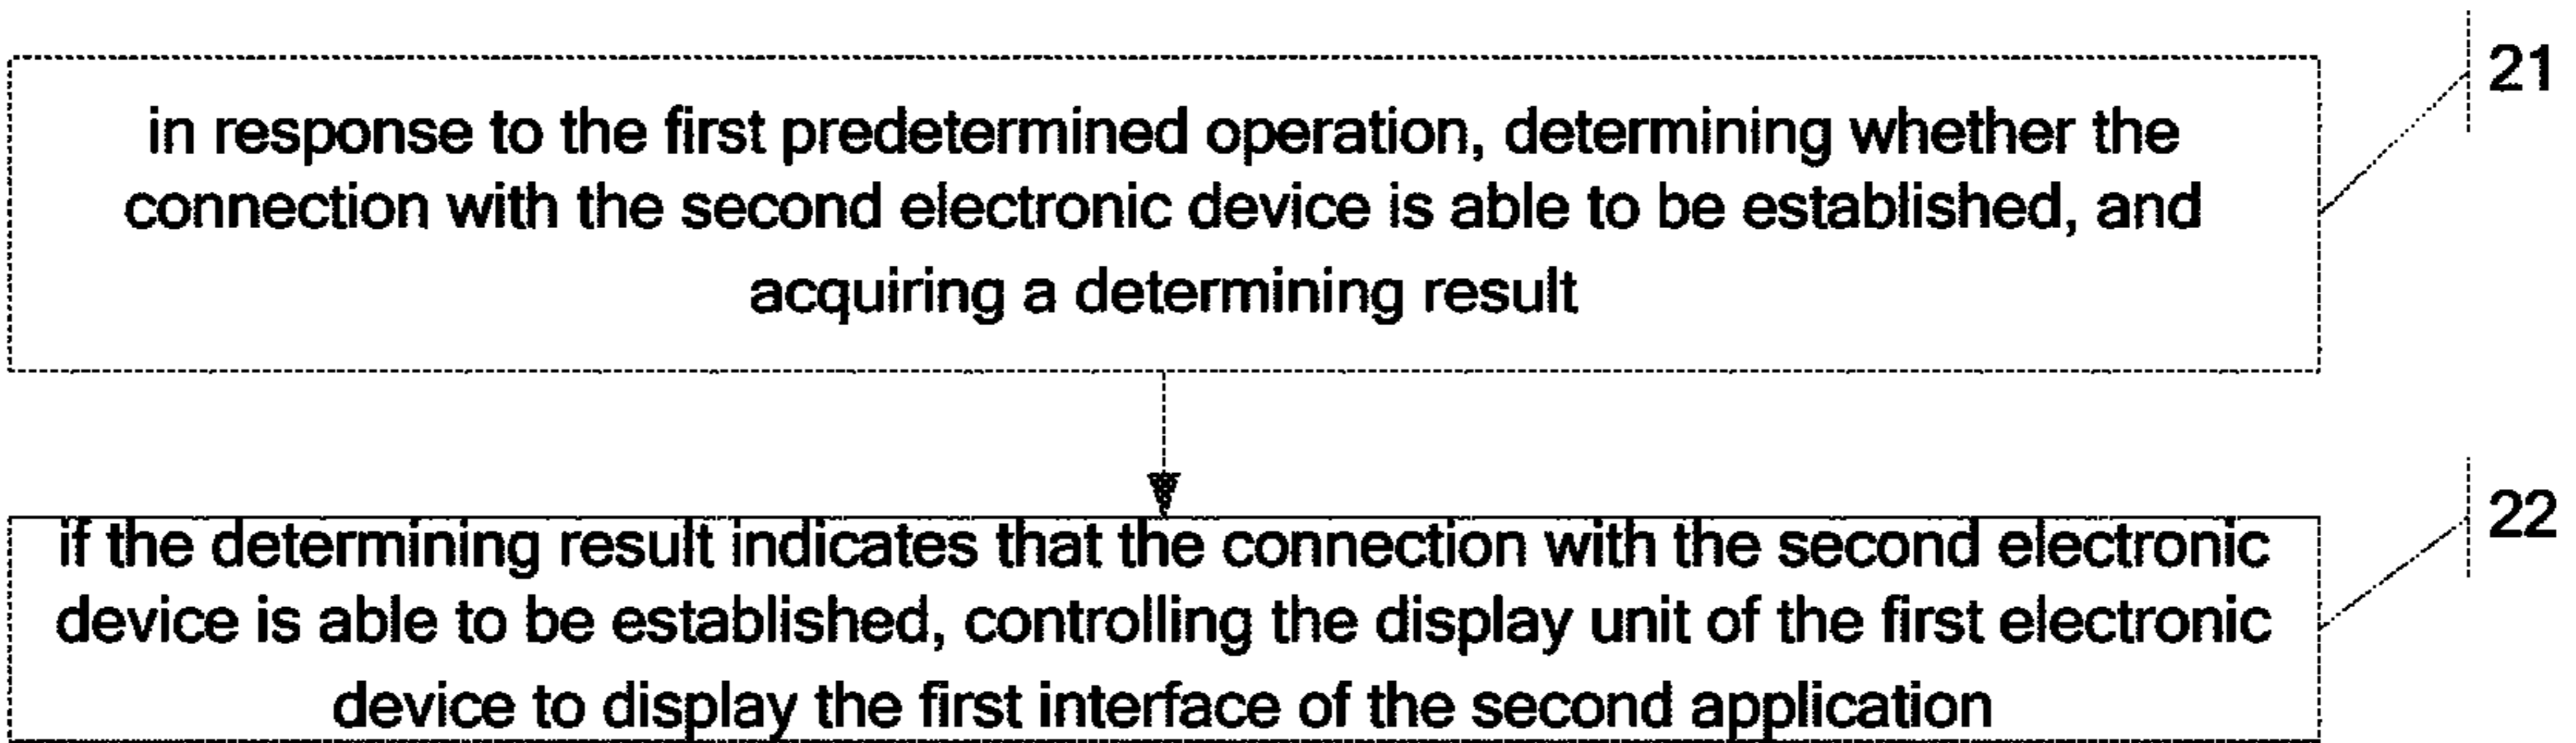 21
in response to the first predetermined operation, determining whether the
connection with the second electronic device is able to be established, and
acquiring a determining result
22
if the determining result indicates that the connection with the second electronic
device is able to be established, controlling the display unit of the first electronic
device to display the first interface of the second application